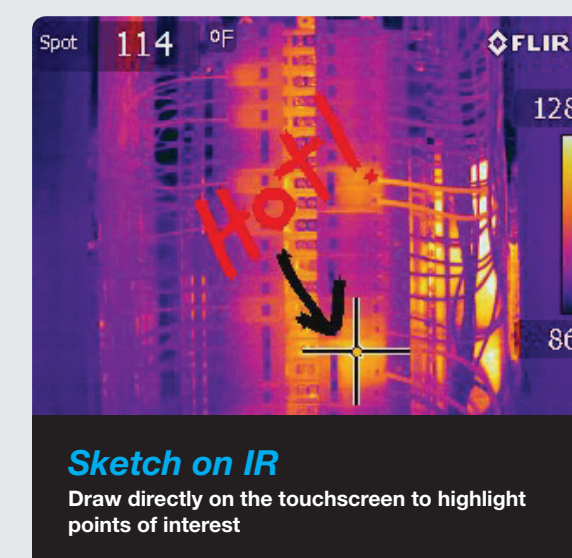 Spot 114 °F
FLIR
128
Hot!
86
Sketch on IR
Draw directly on the touchscreen to highlight
points of interest